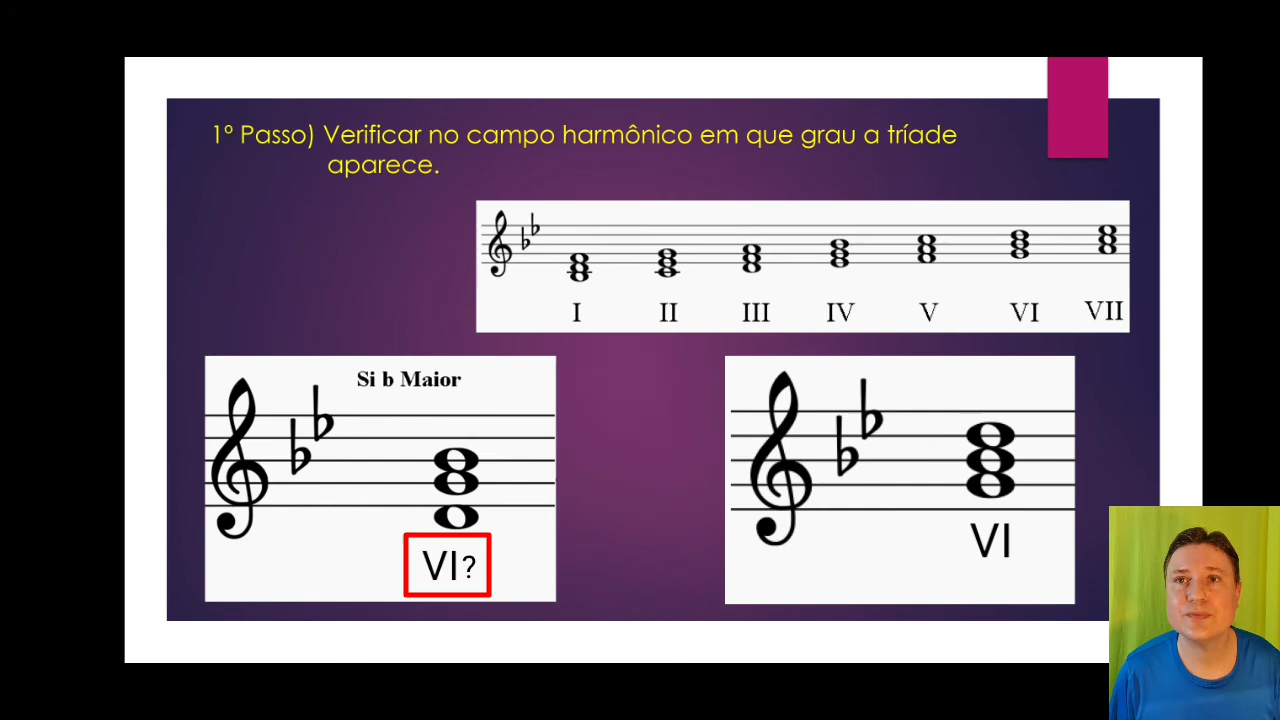 1º Passo) Verificar no campo harmônico em que grau a tríade
aparece.
I II III IV V VI VII
Si b Maior
VI?
VI